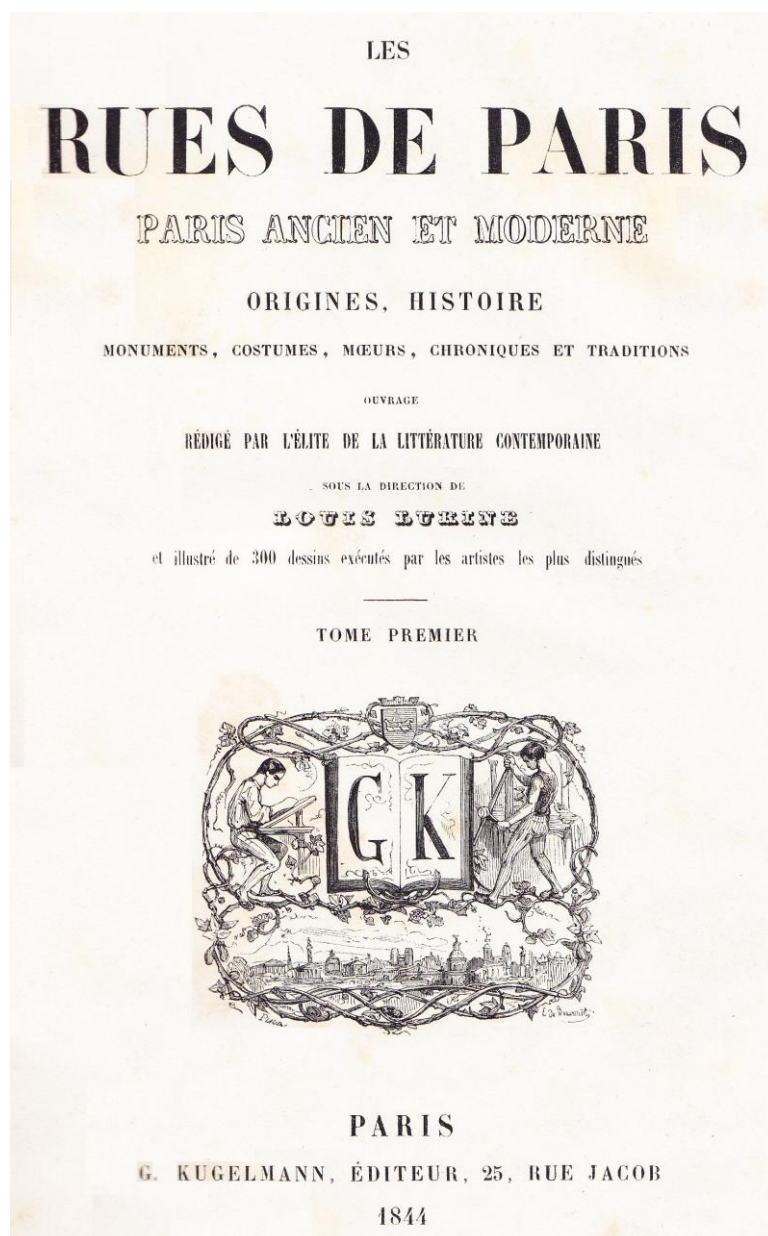 LES
RUES DE PARIS
PARIS ANCIEN ET MODERNE
ORIGINES, HISTOIRE
MONUMENTS, COSTUMES, MŒURS, CHRONIQUES ET TRADITIONS
OUVRAGE
RÉDIGÉ PAR L'ÉLITE DE LA LITTÉRATURE CONTEMPORAINE
SOUS LA DIRECTION DE
LOUIS LURINE
et illustré de 300 dessins exécutés par les artistes les plus distingués
TOME PREMIER
G K
PARIS
G. KUGELMANN, ÉDITEUR, 25, RUE JACOB
1844